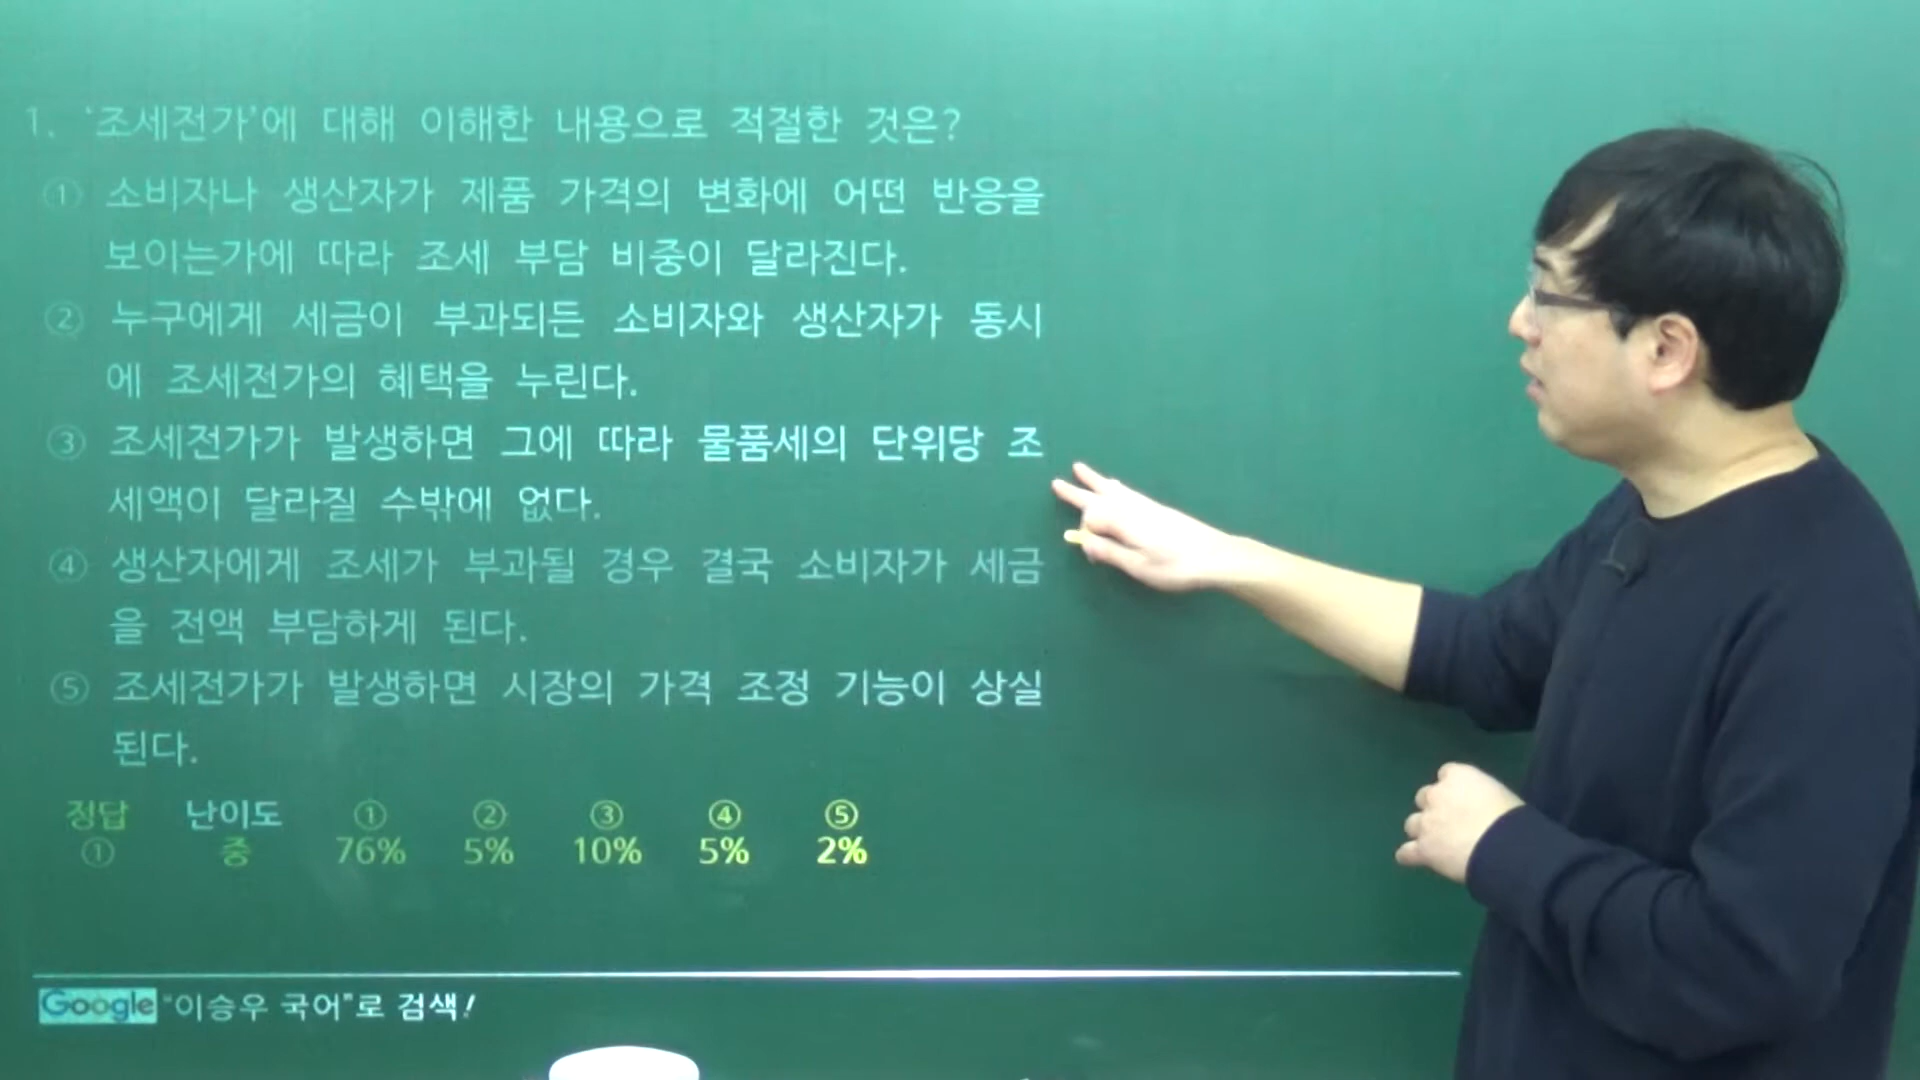 1. ‘조세전가’에 대해 이해한 내용으로 적절한 것은?
① 소비자나 생산자가 제품 가격의 변화에 어떤 반응을
보이는가에 따라 조세 부담 비중이 달라진다.
② 누구에게 세금이 부과되든 소비자와 생산자가 동시
에 조세전가의 혜택을 누린다.
③ 조세전가가 발생하면 그에 따라 물품세의 단위당 조
세액이 달라질 수밖에 없다.
④ 생산자에게 조세가 부과될 경우 결국 소비자가 세금
을 전액 부담하게 된다.
⑤ 조세전가가 발생하면 시장의 가격 조정 기능이 상실
된다.
정답 난이도 ① ② ③ ④ ⑤
① 중 76% 5% 10% 5% 2%
Google “이승우 국어”로 검색!